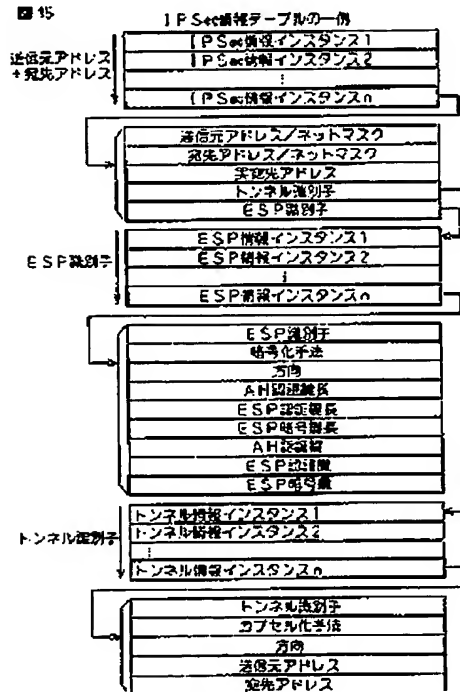 図15
IPSec情報テーブルの一例
送信元アドレス
+宛先アドレス
IPSec情報インスタンス1
IPSec情報インスタンス2
⋮
IPSec情報インスタンスn
送信元アドレス/ネットマスク
宛先アドレス/ネットマスク
実宛先アドレス
トンネル識別子
ESP識別子
ESP識別子
ESP情報インスタンス1
ESP情報インスタンス2
⋮
ESP情報インスタンスn
ESP識別子
暗号化手法
方向
AH認証鍵長
ESP認証鍵長
ESP暗号鍵長
AH認証鍵
ESP認証鍵
ESP暗号鍵
トンネル識別子
トンネル情報インスタンス1
トンネル情報インスタンス2
⋮
トンネル情報インスタンスn
トンネル識別子
カプセル化手法
方向
送信元アドレス
宛先アドレス